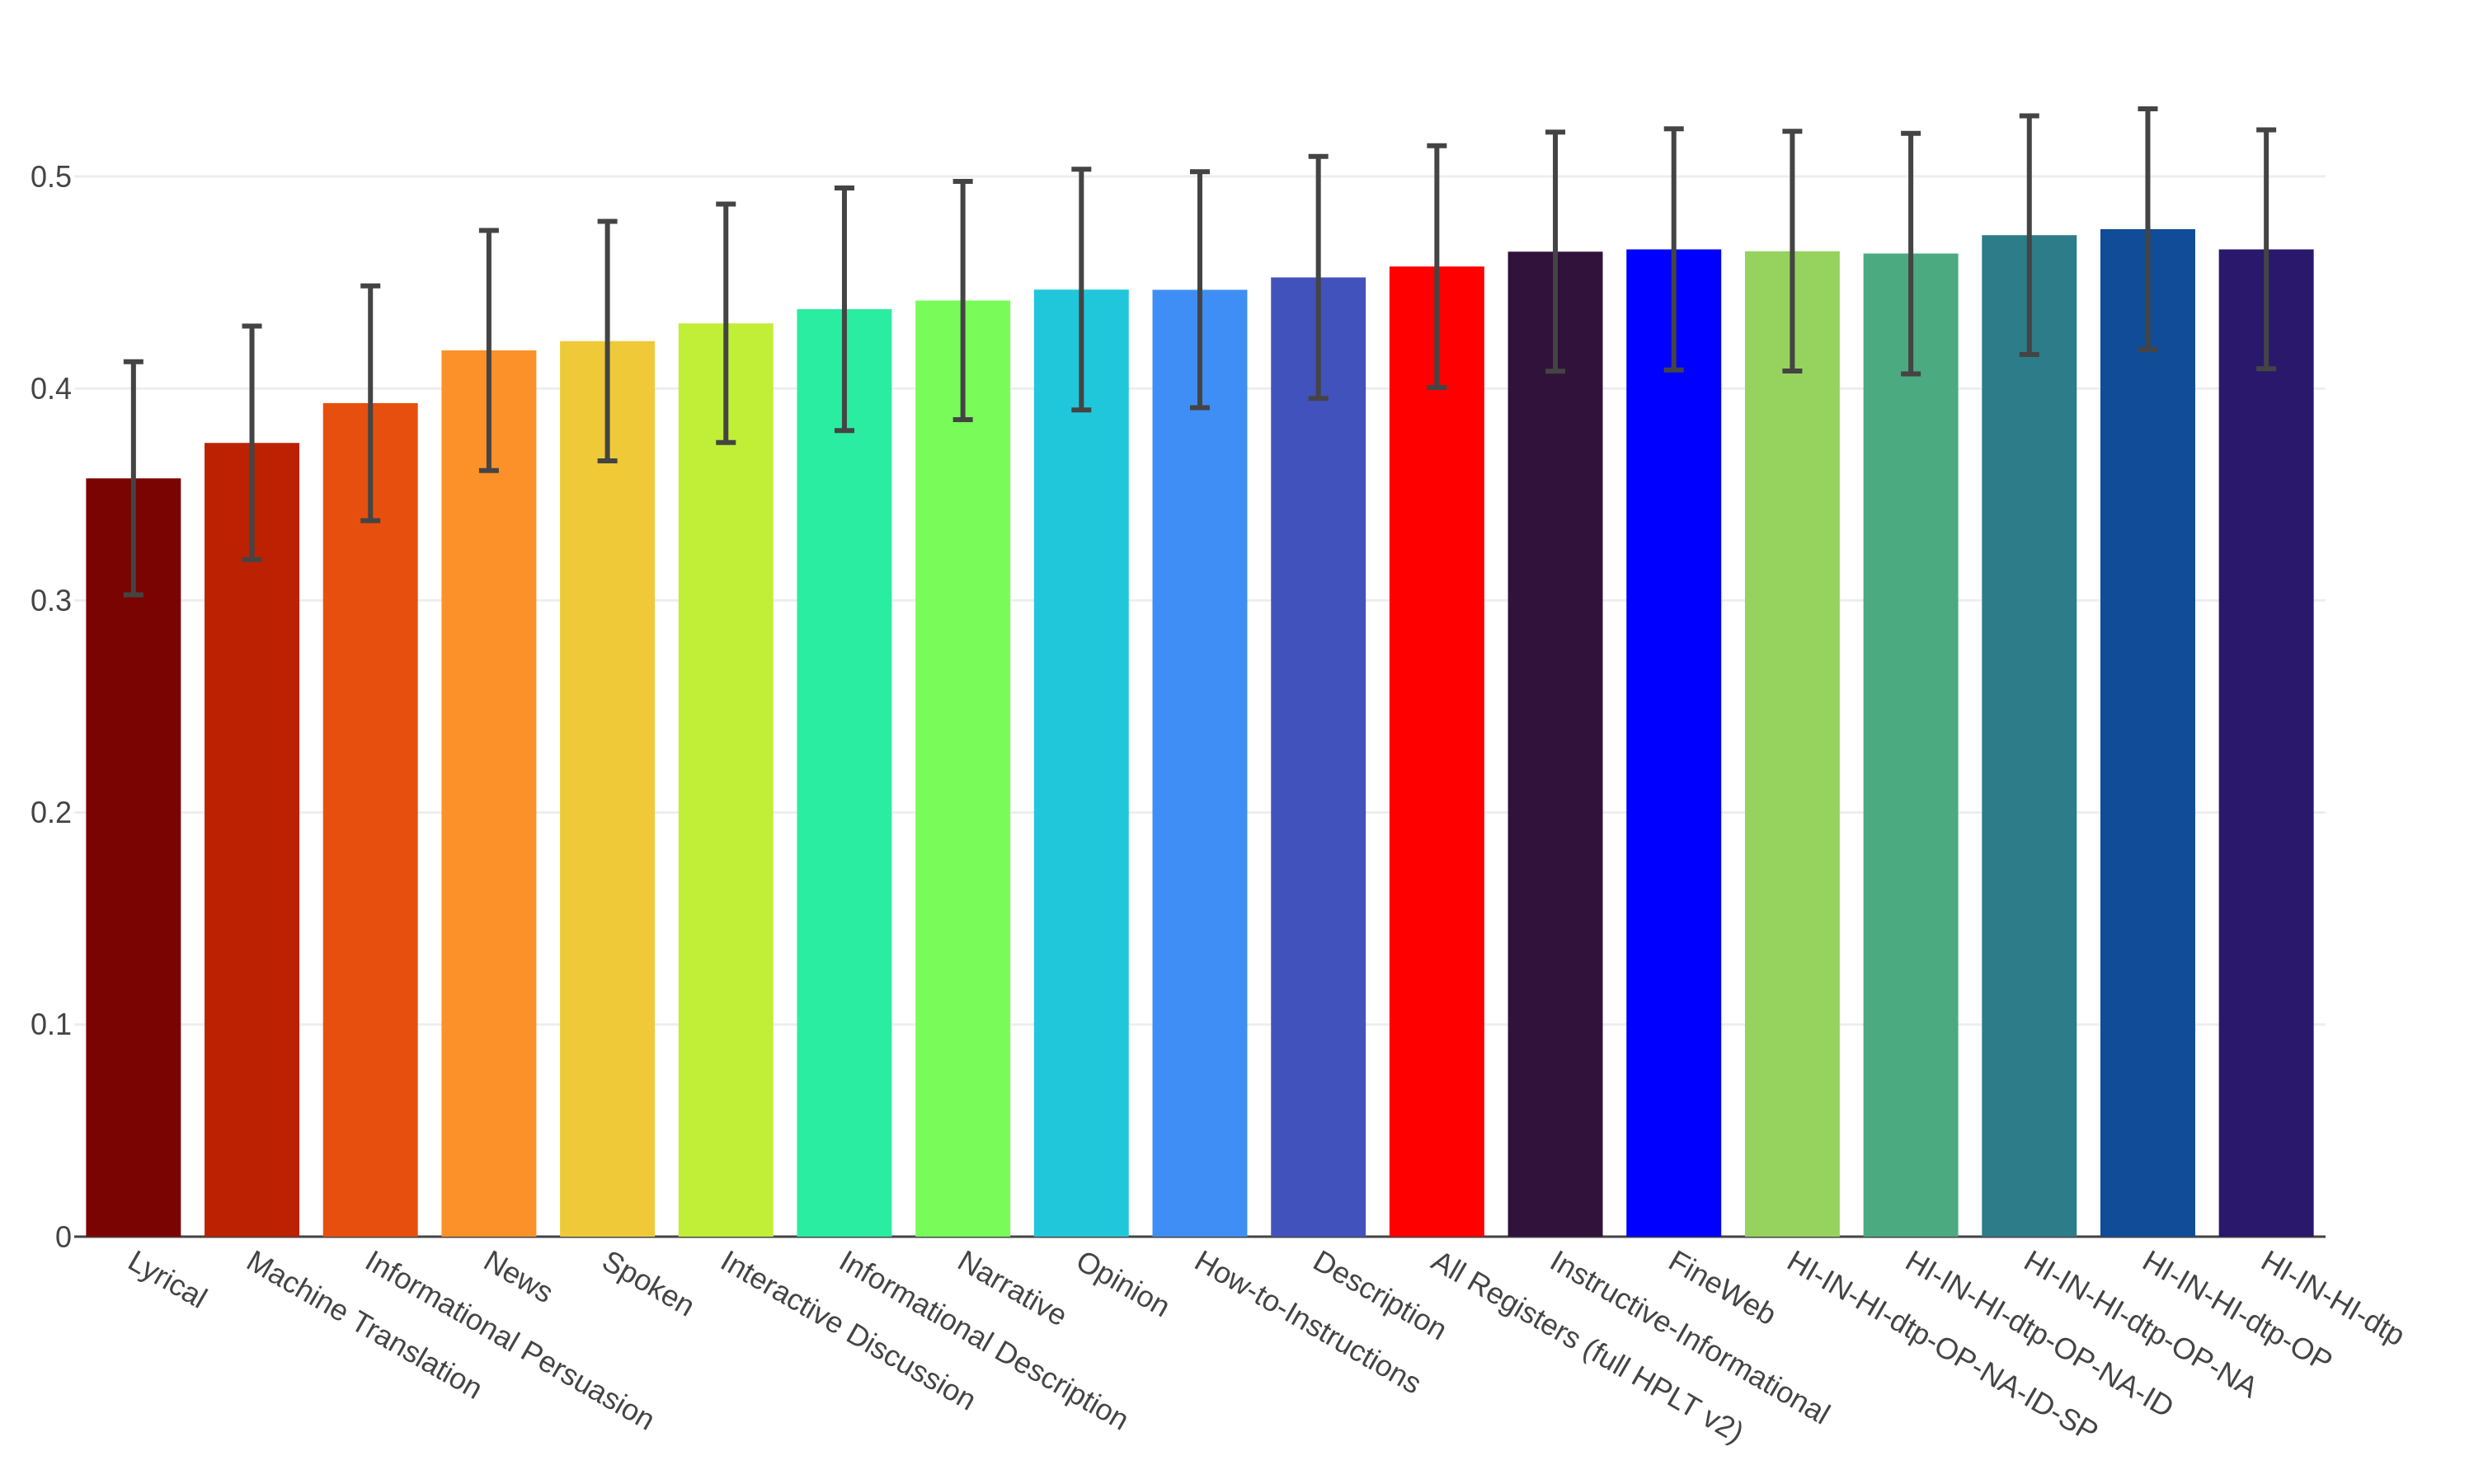 0.5
0.4
0.3
0.2
0.1
0
Lyrical
Machine Translation
Informational Persuasion
News
Spoken
Interactive Discussion
Informational Description
Narrative
Opinion
How-to-Instructions
Description
All Registers (full HPLT v2)
Instructive-Informational
FineWeb
HI-IN-HI-dtp-OP-NA-ID-SP
HI-IN-HI-dtp-OP-NA-ID
HI-IN-HI-dtp-OP-NA
HI-IN-HI-dtp-OP
HI-IN-HI-dtp